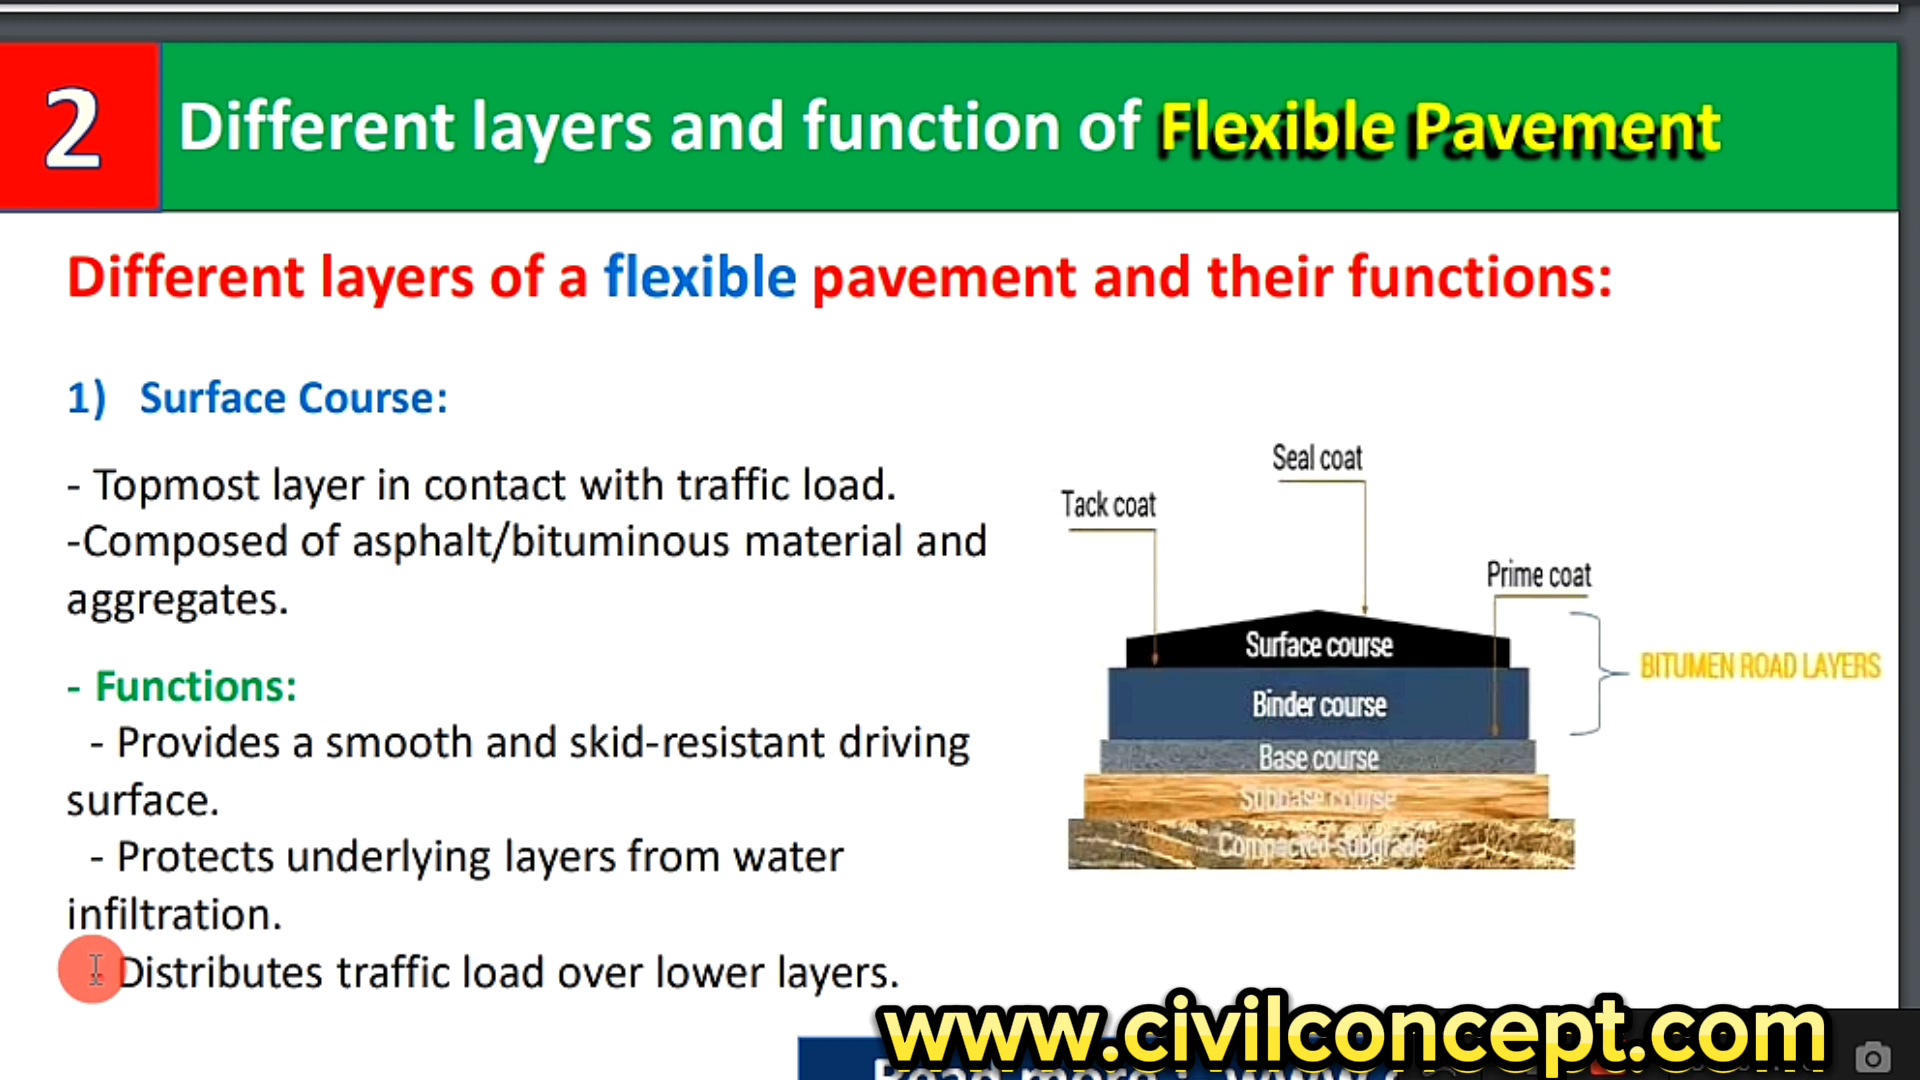 2
Different layers and function of Flexible Pavement
Different layers of a flexible pavement and their functions:
1) Surface Course:
- Topmost layer in contact with traffic load.
-Composed of asphalt/bituminous material and
aggregates.
- Functions:
- Provides a smooth and skid-resistant driving
surface.
- Protects underlying layers from water
infiltration.
Distributes traffic load over lower layers.
Seal coat
Tack coat
Prime coat
Surface course
Binder course
Base course
Subbase course
Compacted subgrade
BITUMEN ROAD LAYERS
www.civilconcept.com